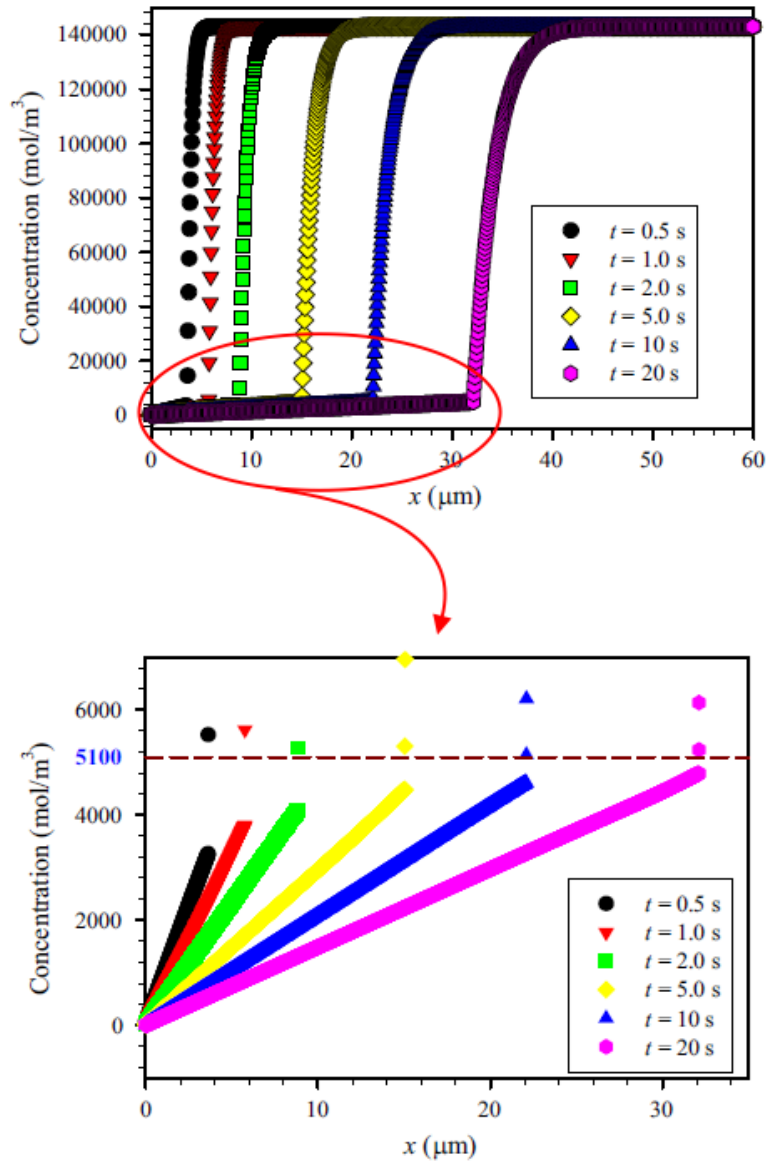 140000
120000
100000
80000
60000
40000
20000
0
Concentration (mol/m³)
t = 0.5 s
t = 1.0 s
t = 2.0 s
t = 5.0 s
t = 10 s
t = 20 s
0 10 20 30 40 50 60
x (μm)
6000
5100
4000
2000
0
Concentration (mol/m³)
t = 0.5 s
t = 1.0 s
t = 2.0 s
t = 5.0 s
t = 10 s
t = 20 s
0 10 20 30
x (μm)